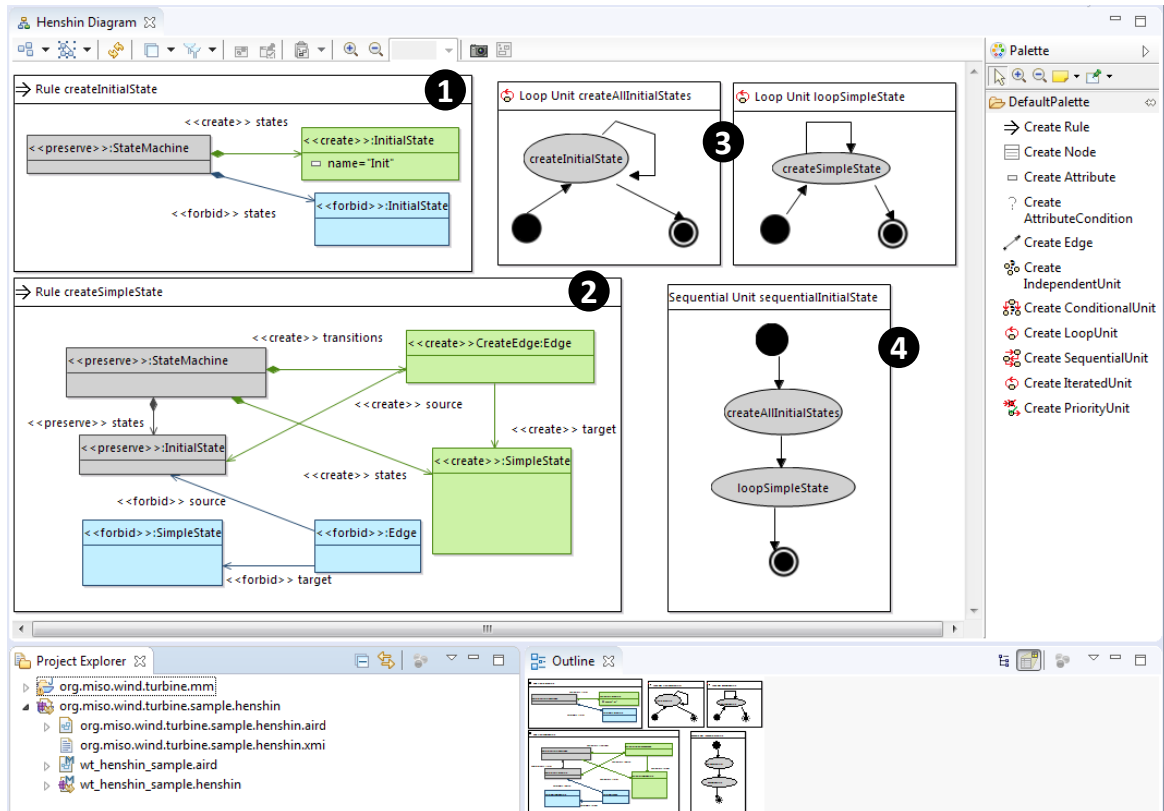 Henshin Diagram
Palette
DefaultPalette
Create Rule
Create Node
Create Attribute
Create
AttributeCondition
Create Edge
Create
IndependentUnit
Create ConditionalUnit
Create LoopUnit
Create SequentialUnit
Create IteratedUnit
Create PriorityUnit
Rule createInitialState
1
<<create>> states
<<preserve>>:StateMachine
<<create>>:InitialState
name="Init"
<<forbid>> states
<<forbid>>:InitialState
Loop Unit createAllInitialStates
createInitialState
3
Loop Unit loopSimpleState
createSimpleState
Rule createSimpleState
2
<<create>> transitions
<<create>>CreateEdge:Edge
<<preserve>>:StateMachine
<<create>> source
<<preserve>> states
<<create>> target
<<preserve>>:InitialState
<<create>>:SimpleState
<<create>> states
<<forbid>> source
<<forbid>>:SimpleState
<<forbid>>:Edge
<<forbid>> target
Sequential Unit sequentialInitialState
4
createAllInitialStates
loopSimpleState
Project Explorer
org.miso.wind.turbine.mm
org.miso.wind.turbine.sample.henshin
org.miso.wind.turbine.sample.henshin.aird
org.miso.wind.turbine.sample.henshin.xmi
wt_henshin_sample.aird
wt_henshin_sample.henshin
Outline